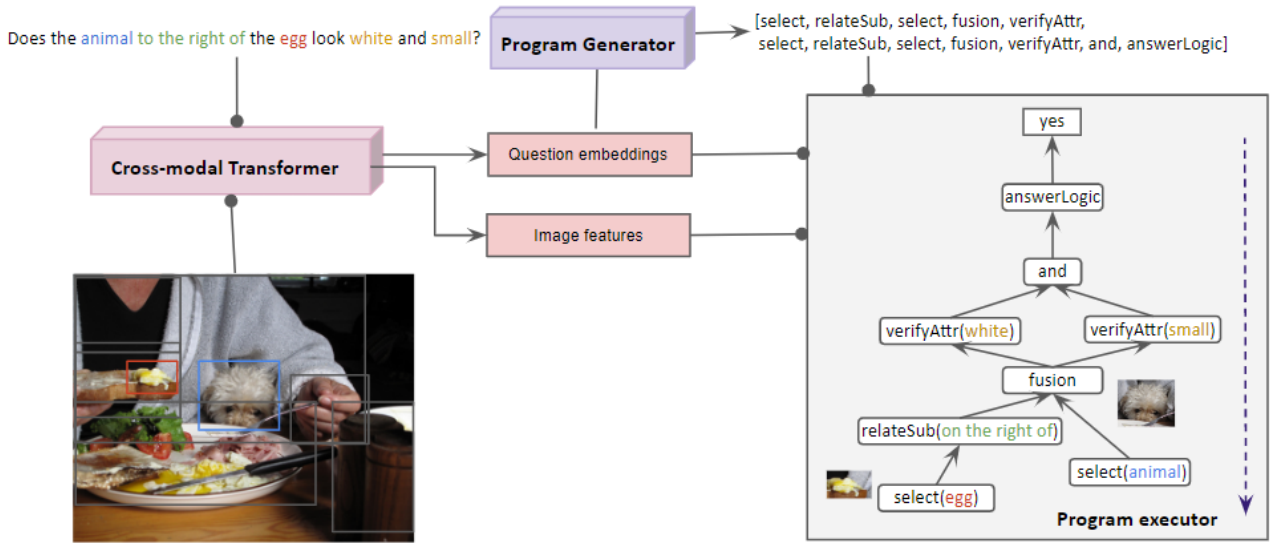 Does the animal to the right of the egg look white and small?
Program Generator
[select, relateSub, select, fusion, verifyAttr,
select, relateSub, select, fusion, verifyAttr, and, answerLogic]
Cross-modal Transformer
Question embeddings
Image features
yes
answerLogic
and
verifyAttr(white)
verifyAttr(small)
fusion
relateSub(on the right of)
select(animal)
select(egg)
Program executor